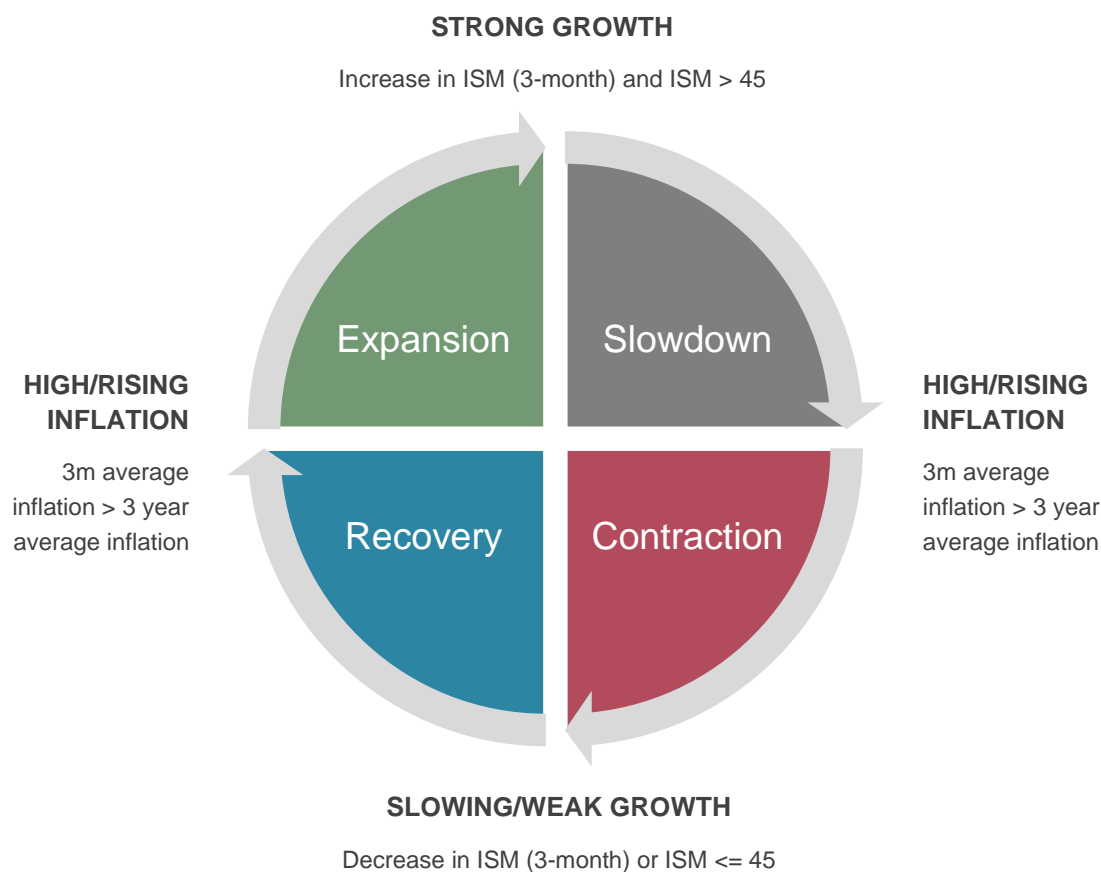 STRONG GROWTH
Increase in ISM (3-month) and ISM > 45
Expansion
Slowdown
HIGH/RISING
INFLATION
3m average
inflation > 3 year
average inflation
HIGH/RISING
INFLATION
3m average
inflation > 3 year
average inflation
Recovery
Contraction
SLOWING/WEAK GROWTH
Decrease in ISM (3-month) or ISM <= 45